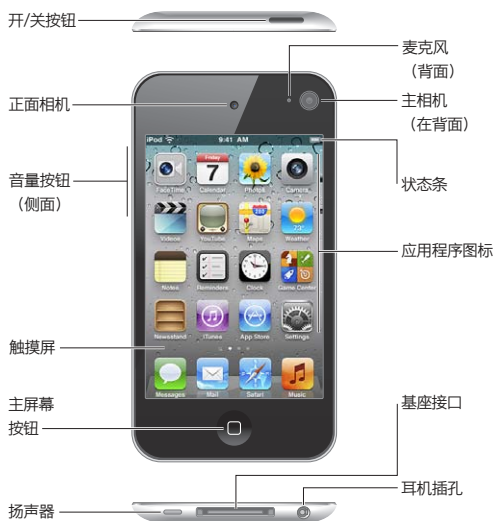 开/关按钮
麦克风
（背面）
正面相机
主相机
（在背面）
iPod 9:41 AM
音量按钮
（侧面）
状态条
Friday
7
FaceTime Calendar Photos Camera
280
73°
Videos YouTube Maps Weather
应用程序图标
Notes Reminders Clock Game Center
Newsstand iTunes App Store Settings
触摸屏
Messages Mail Safari Music
主屏幕
按钮
基座接口
耳机插孔
扬声器